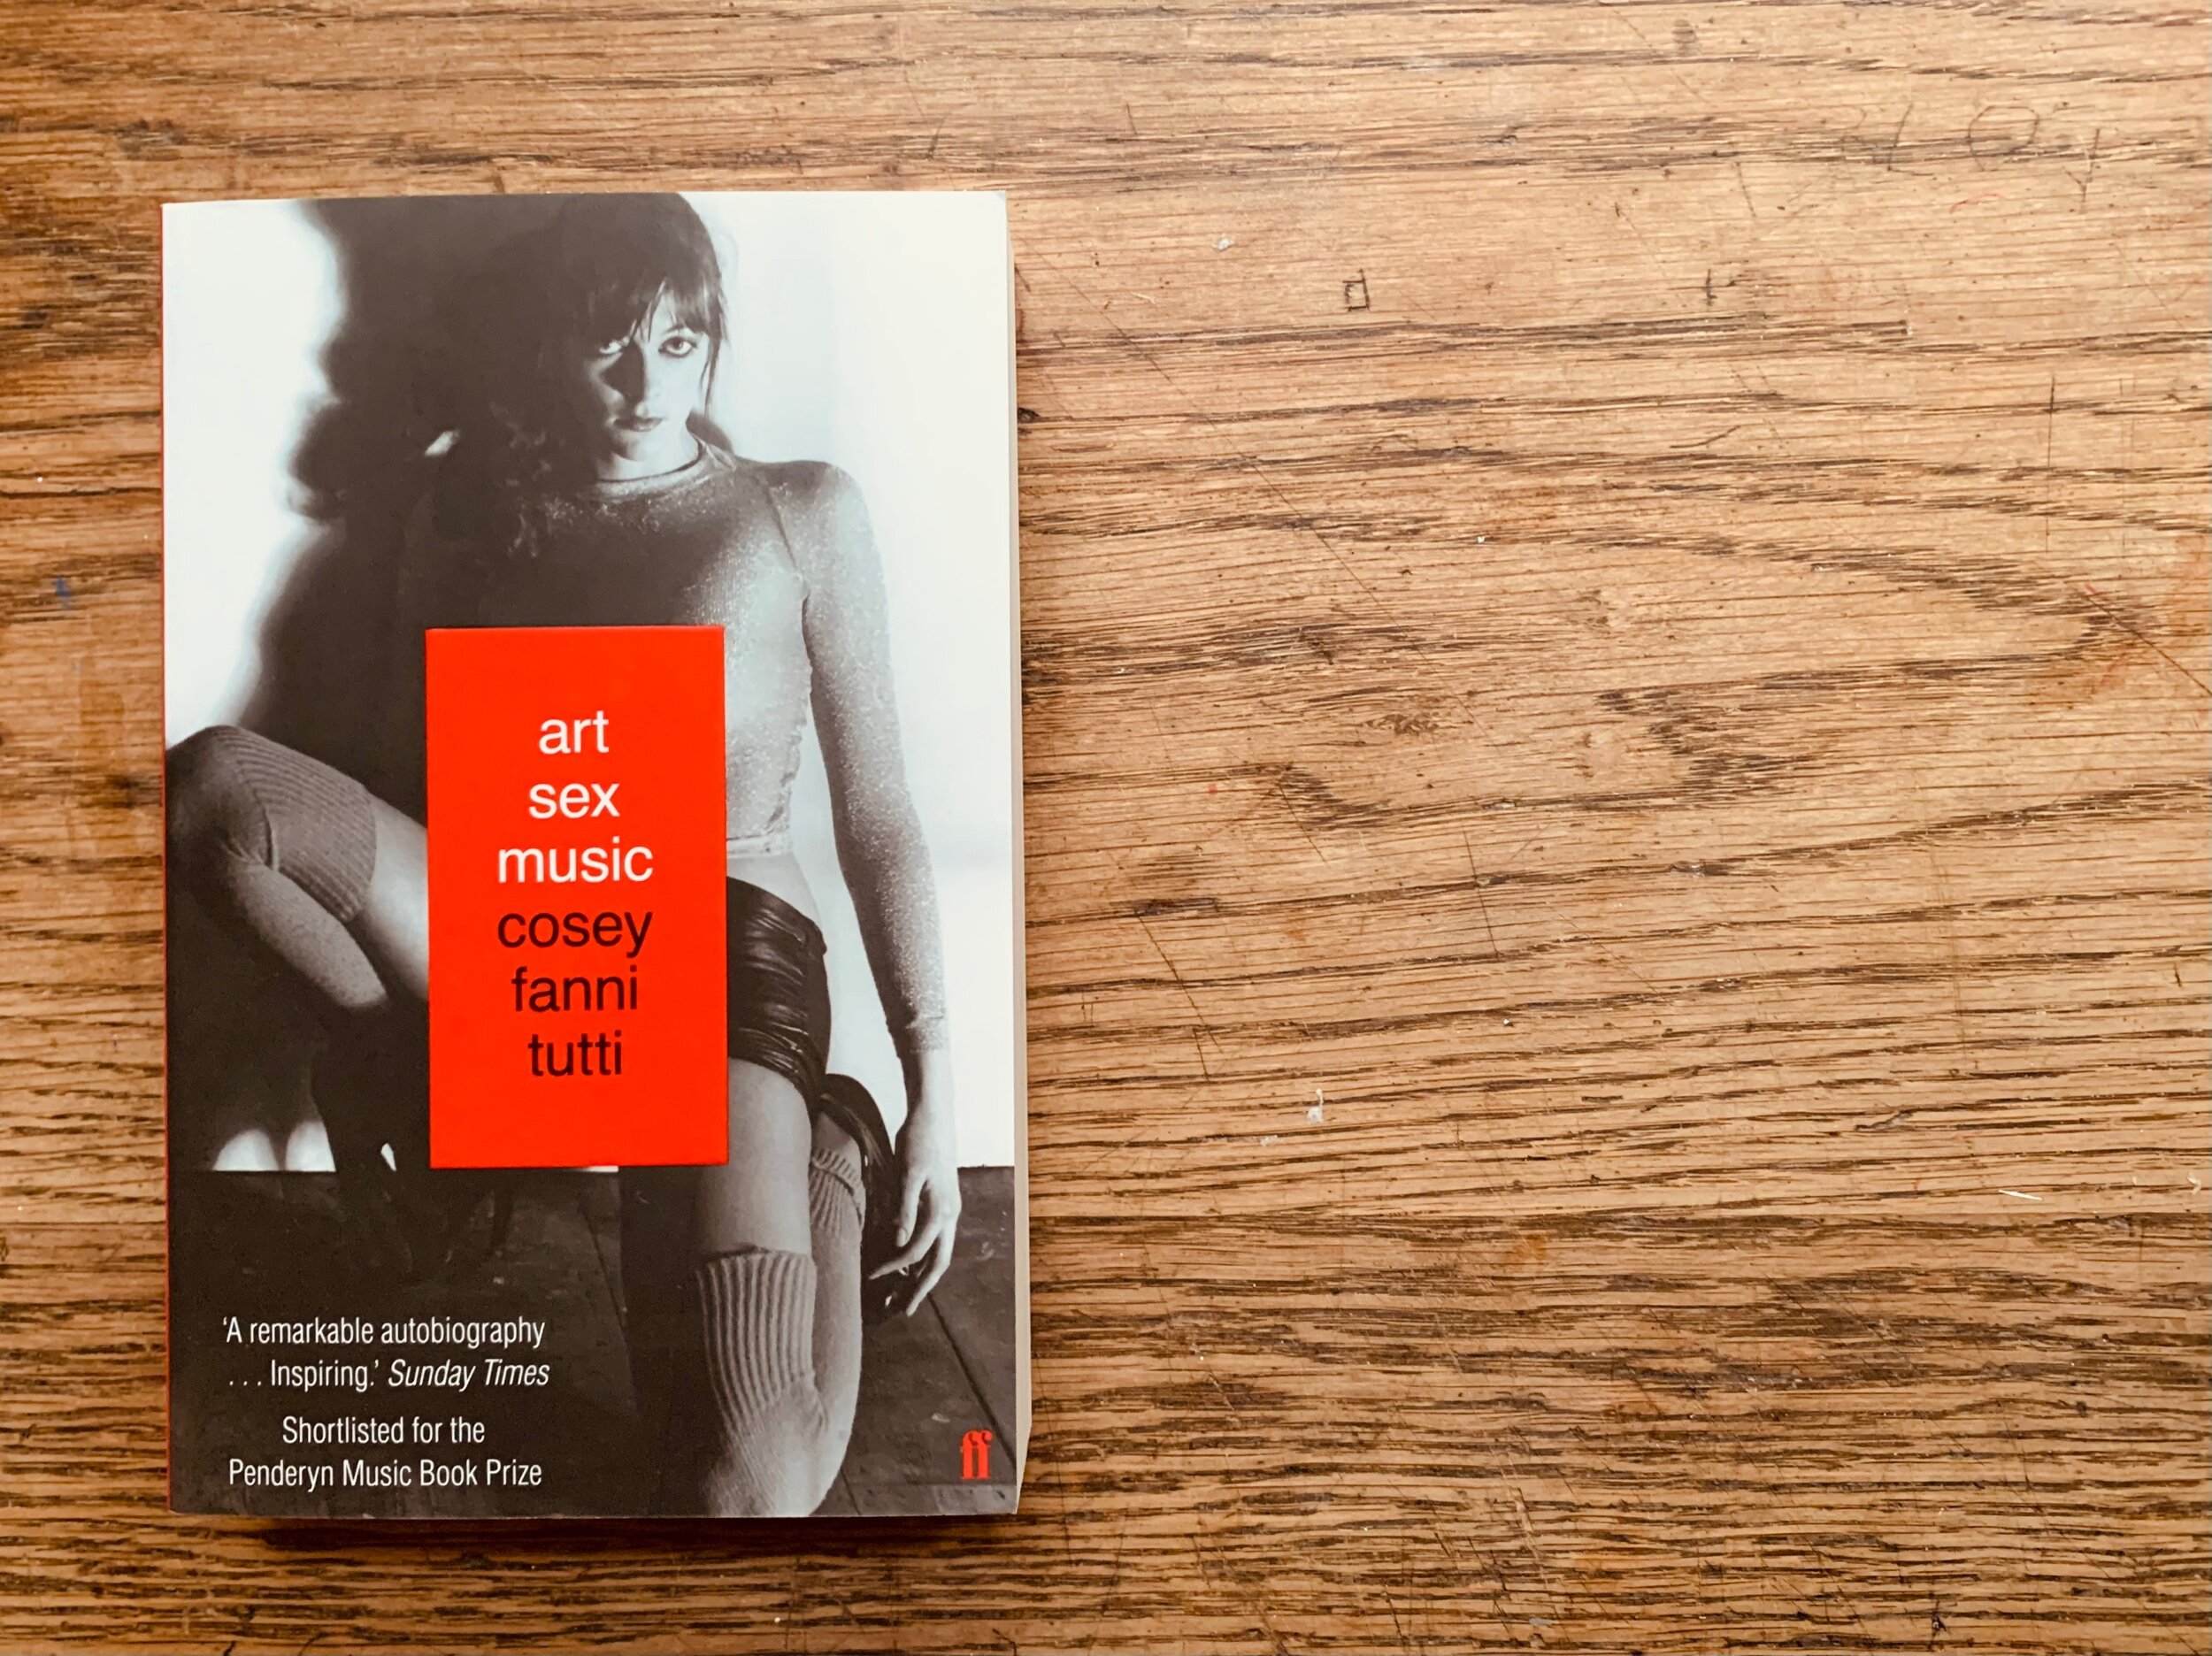 art
sex
music
cosey
fanni
tutti
‘A remarkable autobiography
. . . Inspiring.’ Sunday Times
Shortlisted for the
Penderyn Music Book Prize
ff